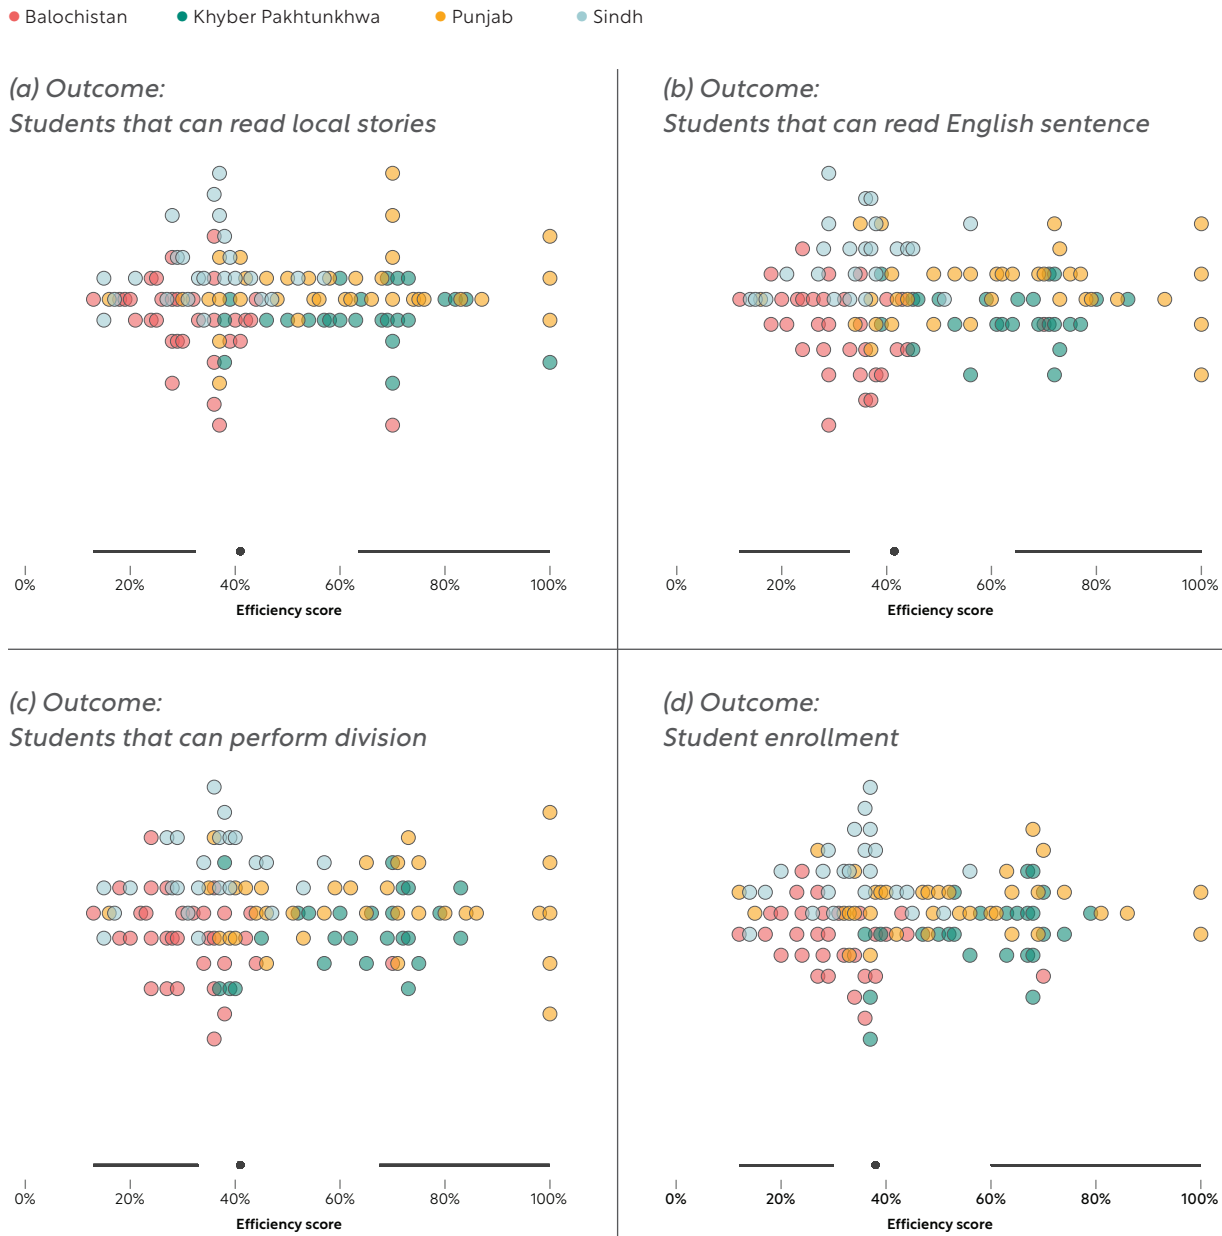 Balochistan Khyber Pakhtunkhwa Punjab Sindh
(a) Outcome:
Students that can read local stories
0% 20% 40% 60% 80% 100%
Efficiency score
(b) Outcome:
Students that can read English sentence
0% 20% 40% 60% 80% 100%
Efficiency score
(c) Outcome:
Students that can perform division
0% 20% 40% 60% 80% 100%
Efficiency score
(d) Outcome:
Student enrollment
0% 20% 40% 60% 80% 100%
Efficiency score